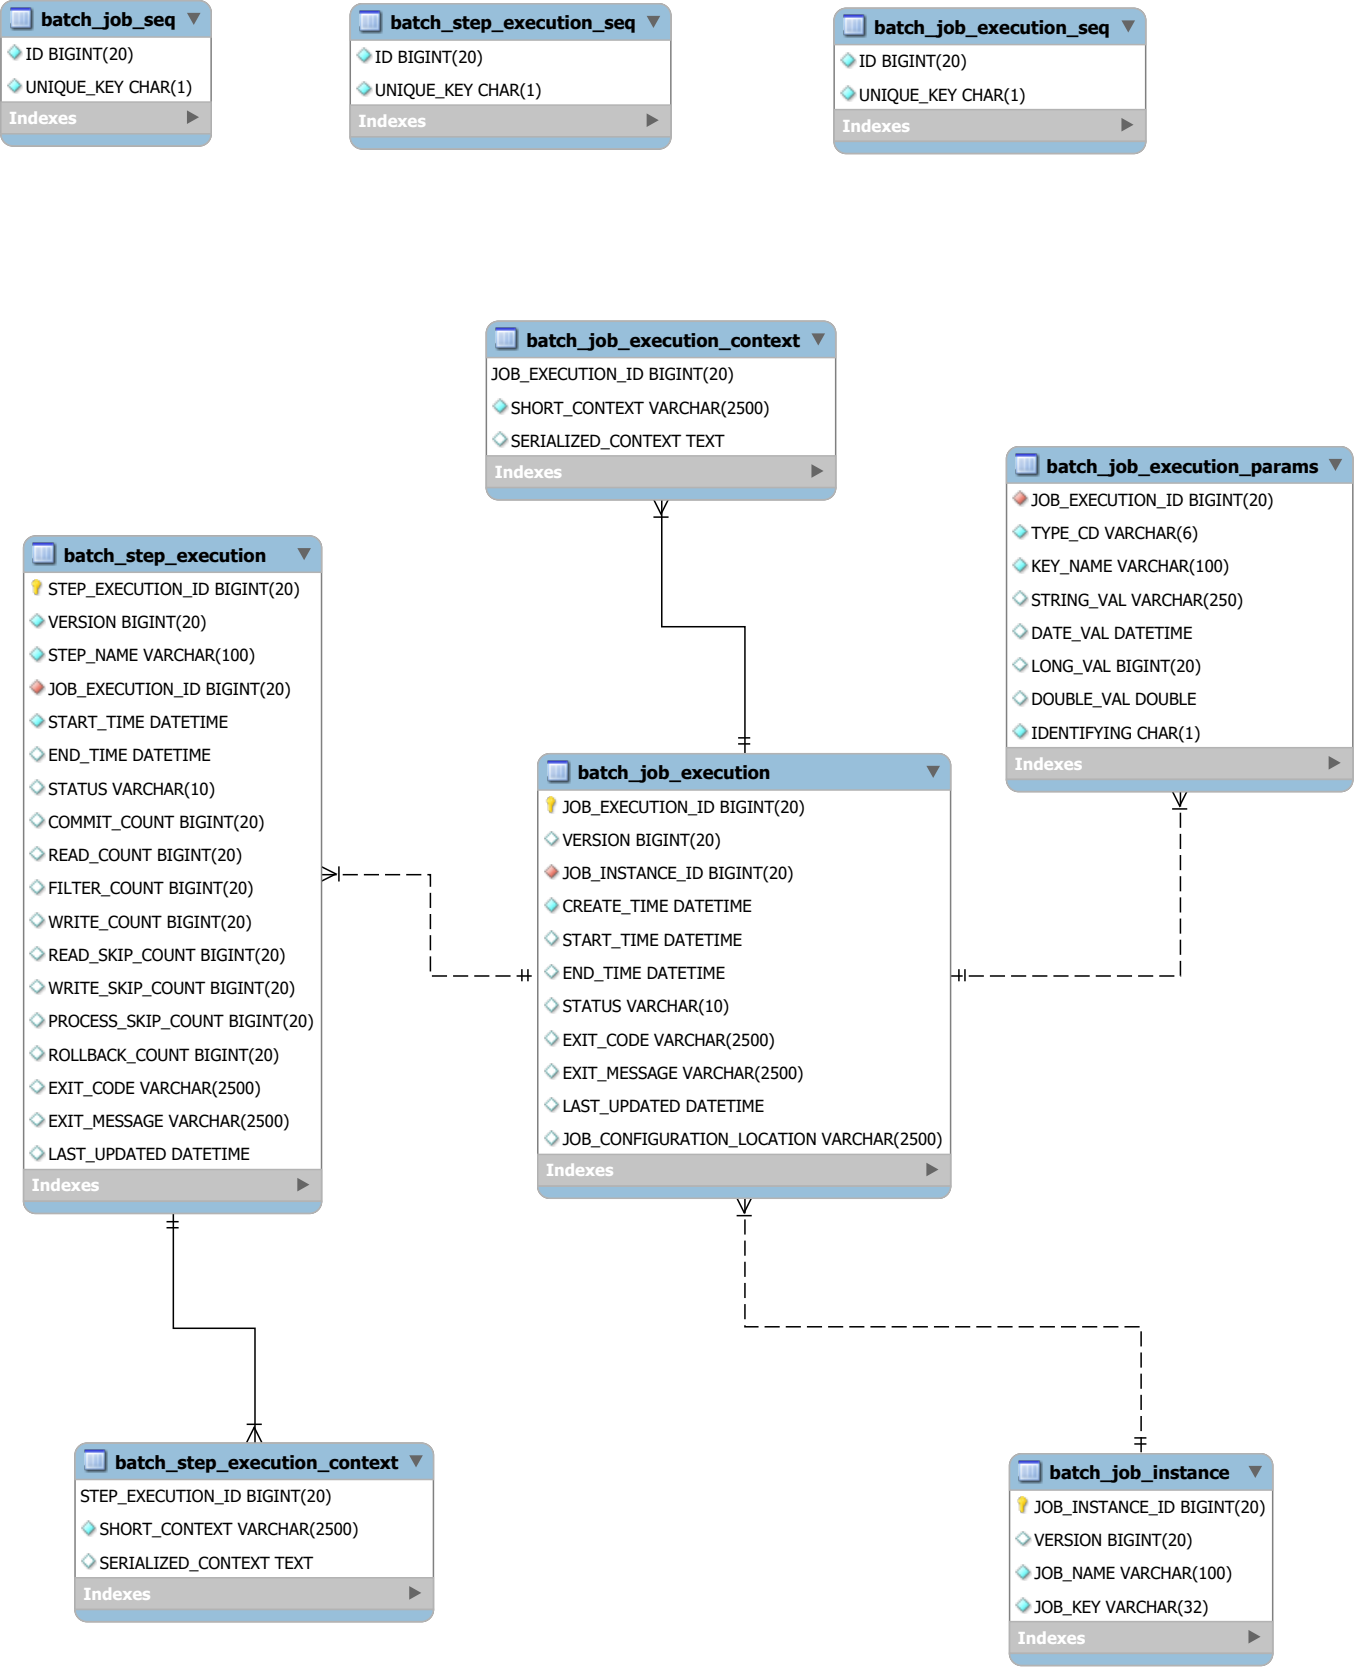 batch_job_seq
ID BIGINT(20)
UNIQUE_KEY CHAR(1)
Indexes
batch_step_execution_seq
ID BIGINT(20)
UNIQUE_KEY CHAR(1)
Indexes
batch_job_execution_seq
ID BIGINT(20)
UNIQUE_KEY CHAR(1)
Indexes
batch_job_execution_context
JOB_EXECUTION_ID BIGINT(20)
SHORT_CONTEXT VARCHAR(2500)
SERIALIZED_CONTEXT TEXT
Indexes
batch_job_execution_params
JOB_EXECUTION_ID BIGINT(20)
TYPE_CD VARCHAR(6)
KEY_NAME VARCHAR(100)
STRING_VAL VARCHAR(250)
DATE_VAL DATETIME
LONG_VAL BIGINT(20)
DOUBLE_VAL DOUBLE
IDENTIFYING CHAR(1)
Indexes
batch_step_execution
STEP_EXECUTION_ID BIGINT(20)
VERSION BIGINT(20)
STEP_NAME VARCHAR(100)
JOB_EXECUTION_ID BIGINT(20)
START_TIME DATETIME
END_TIME DATETIME
STATUS VARCHAR(10)
COMMIT_COUNT BIGINT(20)
READ_COUNT BIGINT(20)
FILTER_COUNT BIGINT(20)
WRITE_COUNT BIGINT(20)
READ_SKIP_COUNT BIGINT(20)
WRITE_SKIP_COUNT BIGINT(20)
PROCESS_SKIP_COUNT BIGINT(20)
ROLLBACK_COUNT BIGINT(20)
EXIT_CODE VARCHAR(2500)
EXIT_MESSAGE VARCHAR(2500)
LAST_UPDATED DATETIME
Indexes
batch_job_execution
JOB_EXECUTION_ID BIGINT(20)
VERSION BIGINT(20)
JOB_INSTANCE_ID BIGINT(20)
CREATE_TIME DATETIME
START_TIME DATETIME
END_TIME DATETIME
STATUS VARCHAR(10)
EXIT_CODE VARCHAR(2500)
EXIT_MESSAGE VARCHAR(2500)
LAST_UPDATED DATETIME
JOB_CONFIGURATION_LOCATION VARCHAR(2500)
Indexes
batch_step_execution_context
STEP_EXECUTION_ID BIGINT(20)
SHORT_CONTEXT VARCHAR(2500)
SERIALIZED_CONTEXT TEXT
Indexes
batch_job_instance
JOB_INSTANCE_ID BIGINT(20)
VERSION BIGINT(20)
JOB_NAME VARCHAR(100)
JOB_KEY VARCHAR(32)
Indexes